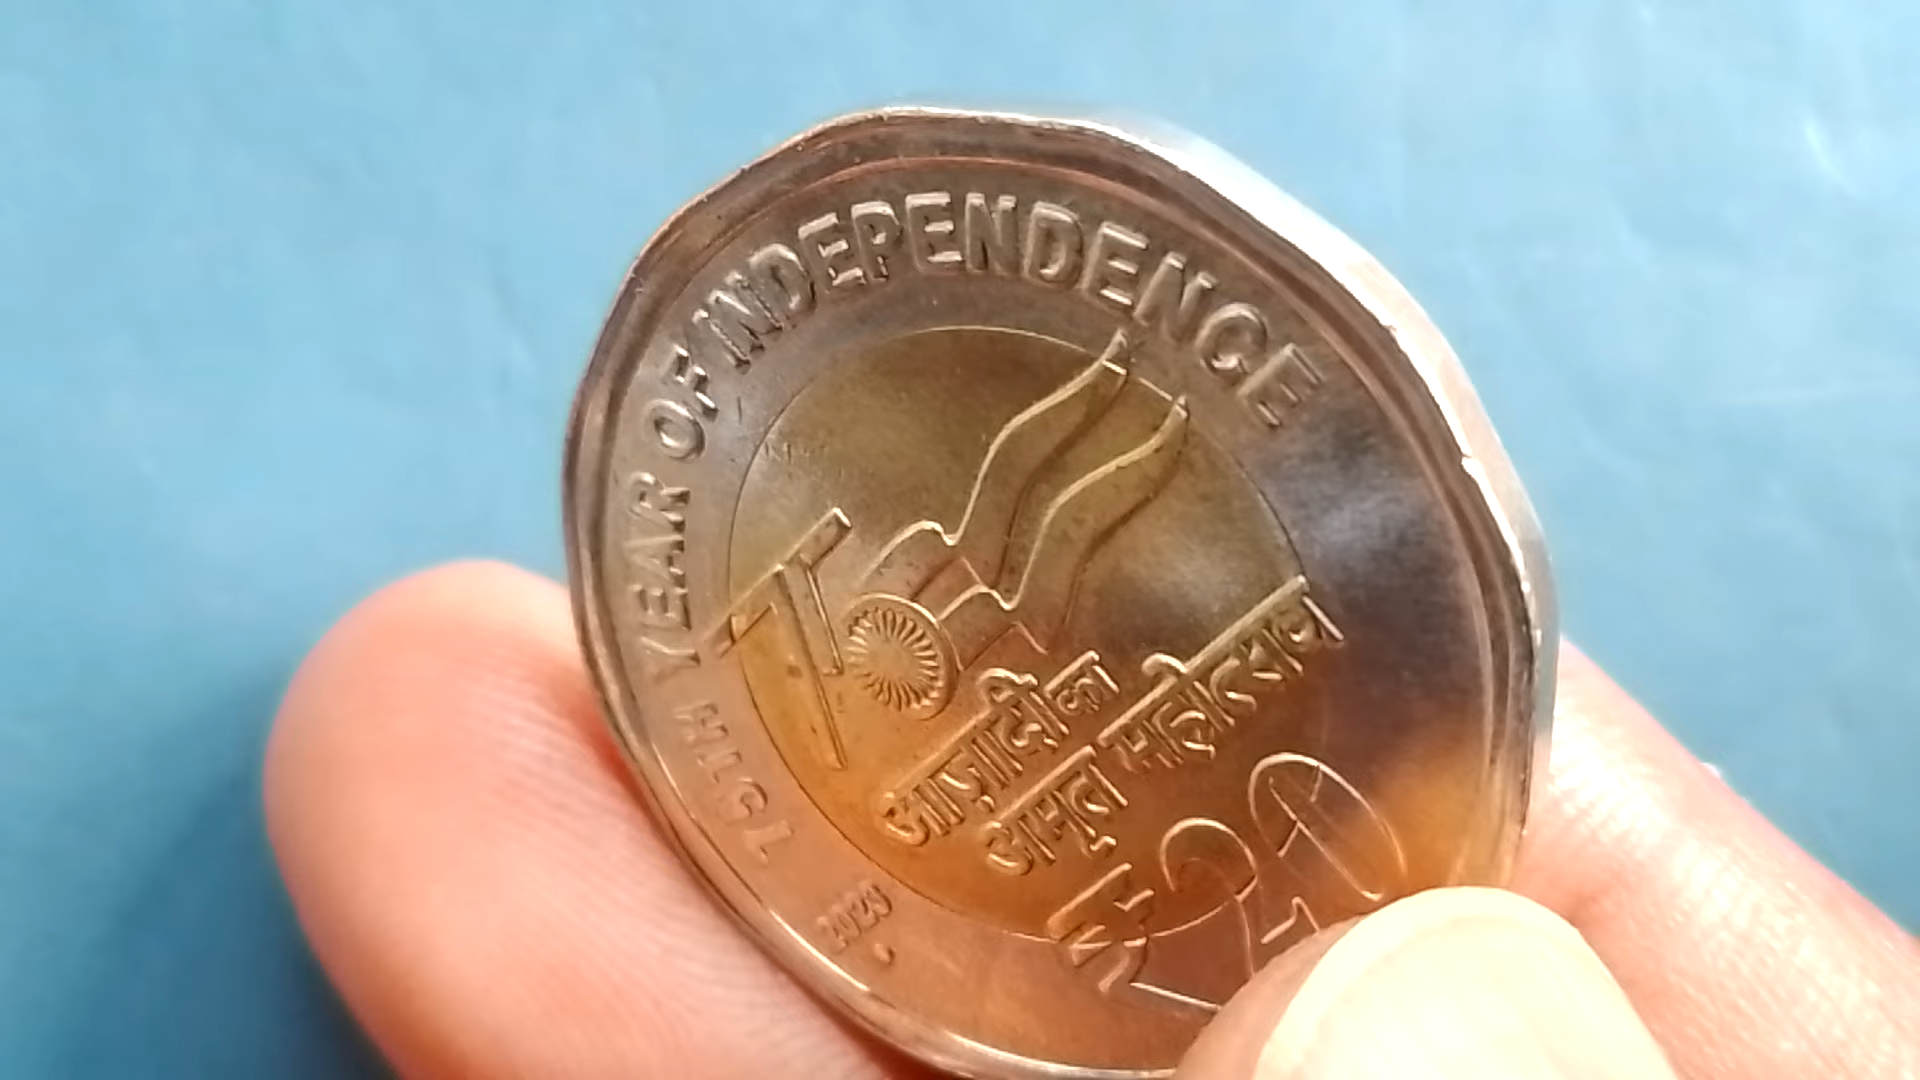 75TH YEAR OF INDEPENDENCE
आज़ादी का
अमृत महोत्सव
₹20
2023